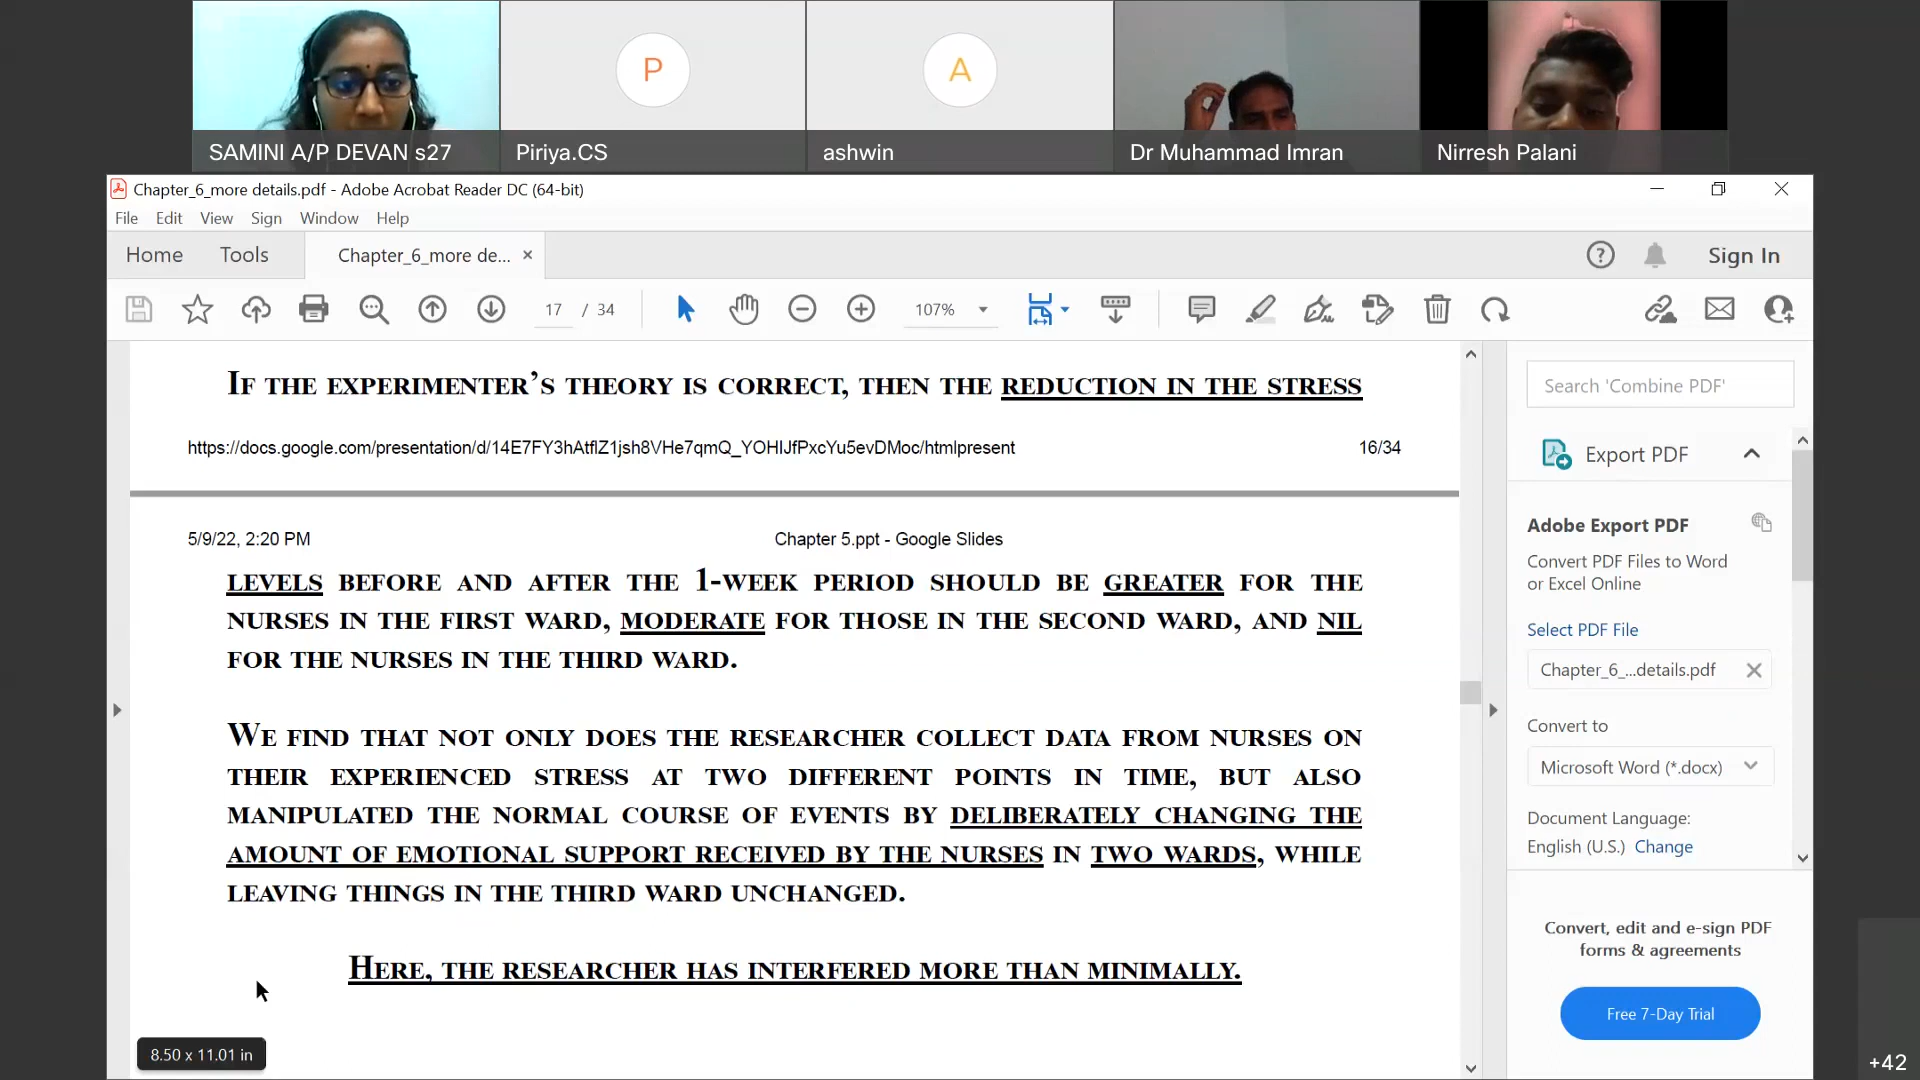 P
A
SAMINI A/P DEVAN s27
Piriya.CS
ashwin
Dr Muhammad Imran
Nirresh Palani
Chapter_6_more details.pdf - Adobe Acrobat Reader DC (64-bit)
File Edit View Sign Window Help
Home Tools Chapter_6_more de... × ? Sign In
17 / 34 107%
IF THE EXPERIMENTER’S THEORY IS CORRECT, THEN THE REDUCTION IN THE STRESS
https://docs.google.com/presentation/d/14E7FY3hAtflZ1jsh8VHe7qmQ_YOHIJfPxcYu5evDMoc/htmlpresent 16/34
5/9/22, 2:20 PM Chapter 5.ppt - Google Slides
LEVELS BEFORE AND AFTER THE 1-WEEK PERIOD SHOULD BE GREATER FOR THE
NURSES IN THE FIRST WARD, MODERATE FOR THOSE IN THE SECOND WARD, AND NIL
FOR THE NURSES IN THE THIRD WARD.
WE FIND THAT NOT ONLY DOES THE RESEARCHER COLLECT DATA FROM NURSES ON
THEIR EXPERIENCED STRESS AT TWO DIFFERENT POINTS IN TIME, BUT ALSO
MANIPULATED THE NORMAL COURSE OF EVENTS BY DELIBERATELY CHANGING THE
AMOUNT OF EMOTIONAL SUPPORT RECEIVED BY THE NURSES IN TWO WARDS, WHILE
LEAVING THINGS IN THE THIRD WARD UNCHANGED.
HERE, THE RESEARCHER HAS INTERFERED MORE THAN MINIMALLY.
8.50 x 11.01 in
Search 'Combine PDF'
Export PDF
Adobe Export PDF
Convert PDF Files to Word
or Excel Online
Select PDF File
Chapter_6_...details.pdf
Convert to
Microsoft Word (*.docx)
Document Language:
English (U.S.) Change
Convert, edit and e-sign PDF
forms & agreements
Free 7-Day Trial
+42